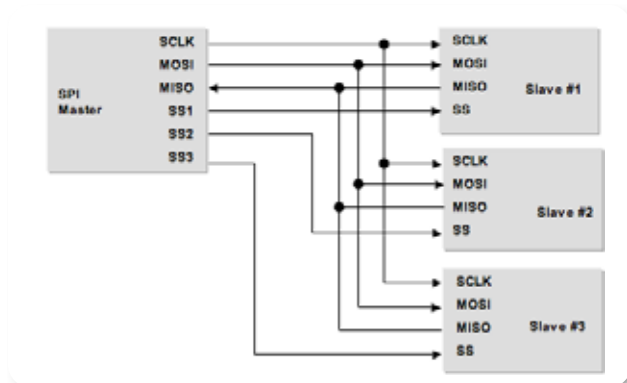 SPI
Master
SCLK
MOSI
MISO
SS1
SS2
SS3
SCLK
MOSI
MISO
SS
Slave #1
SCLK
MOSI
MISO
SS
Slave #2
SCLK
MOSI
MISO
SS
Slave #3